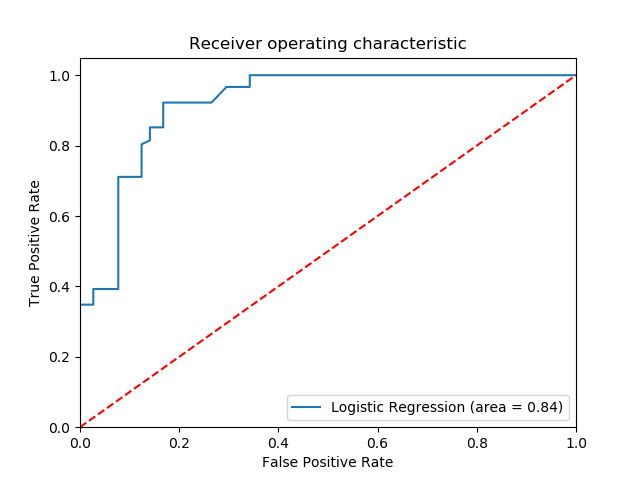 Receiver operating characteristic
True Positive Rate
1.0
0.8
0.6
0.4
0.2
0.0
0.0 0.2 0.4 0.6 0.8 1.0
False Positive Rate
Logistic Regression (area = 0.84)